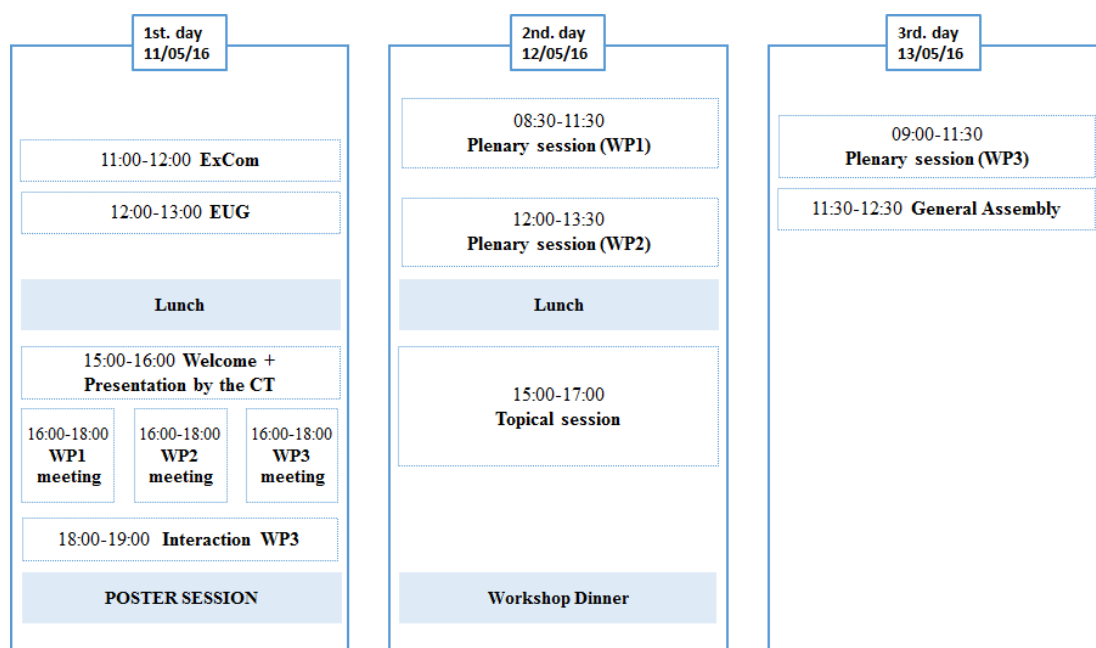 1st. day
11/05/16
11:00-12:00 ExCom
12:00-13:00 EUG
Lunch
15:00-16:00 Welcome +
Presentation by the CT
16:00-18:00
WP1
meeting
16:00-18:00
WP2
meeting
16:00-18:00
WP3
meeting
18:00-19:00 Interaction WP3
POSTER SESSION
2nd. day
12/05/16
08:30-11:30
Plenary session (WP1)
12:00-13:30
Plenary session (WP2)
Lunch
15:00-17:00
Topical session
Workshop Dinner
3rd. day
13/05/16
09:00-11:30
Plenary session (WP3)
11:30-12:30 General Assembly